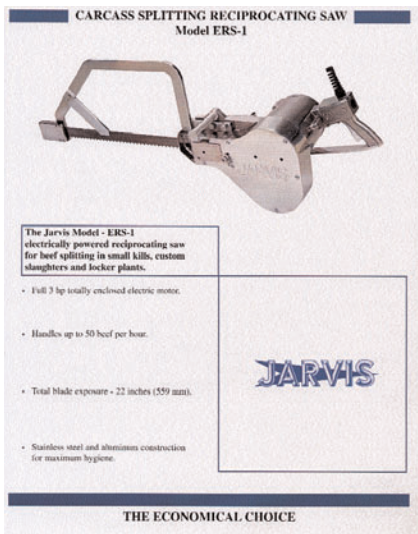 CARCASS SPLITTING RECIPROCATING SAW
Model ERS-1
The Jarvis Model - ERS-1
electrically powered reciprocating saw
for beef splitting in small kills, custom
slaughters and locker plants.
• Full 3 hp totally enclosed electric motor.
• Handles up to 50 beef per hour.
• Total blade exposure - 22 inches (559 mm).
• Stainless steel and aluminum construction
for maximum hygiene.
JARVIS
THE ECONOMICAL CHOICE